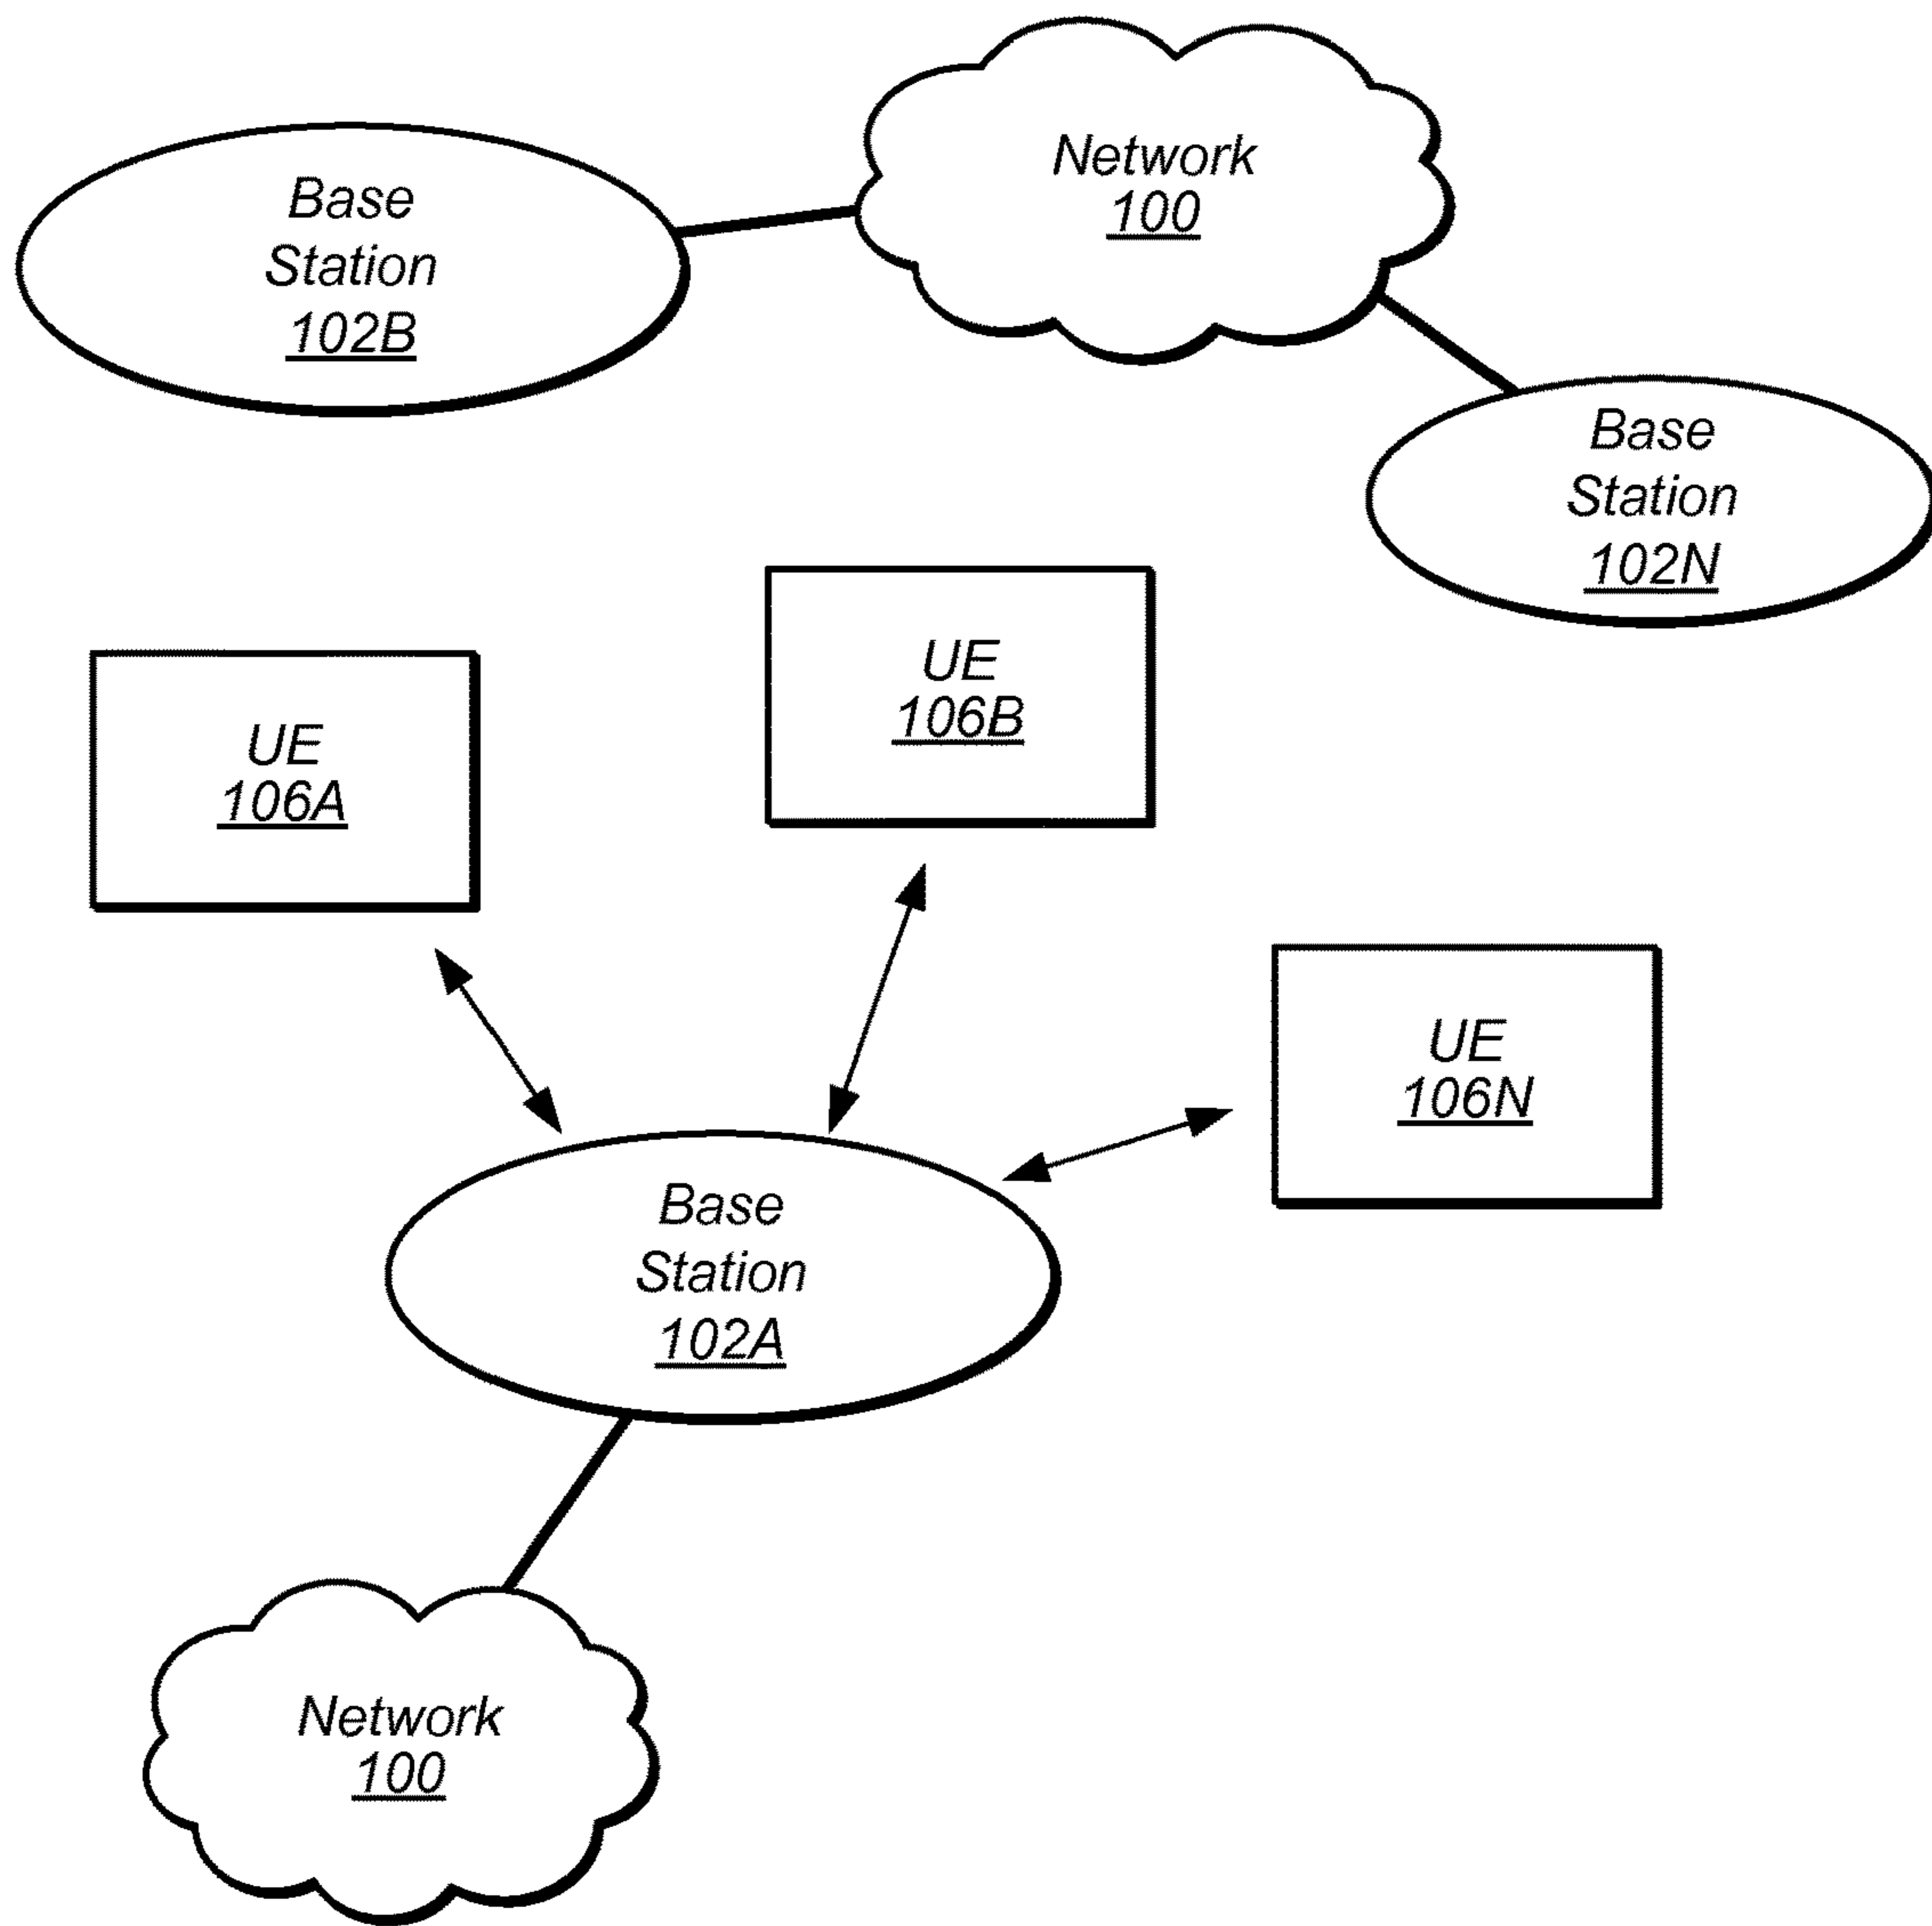 Network
100
Base
Station
102B
Base
Station
102N
UE
106B
UE
106A
UE
106N
Base
Station
102A
Network
100